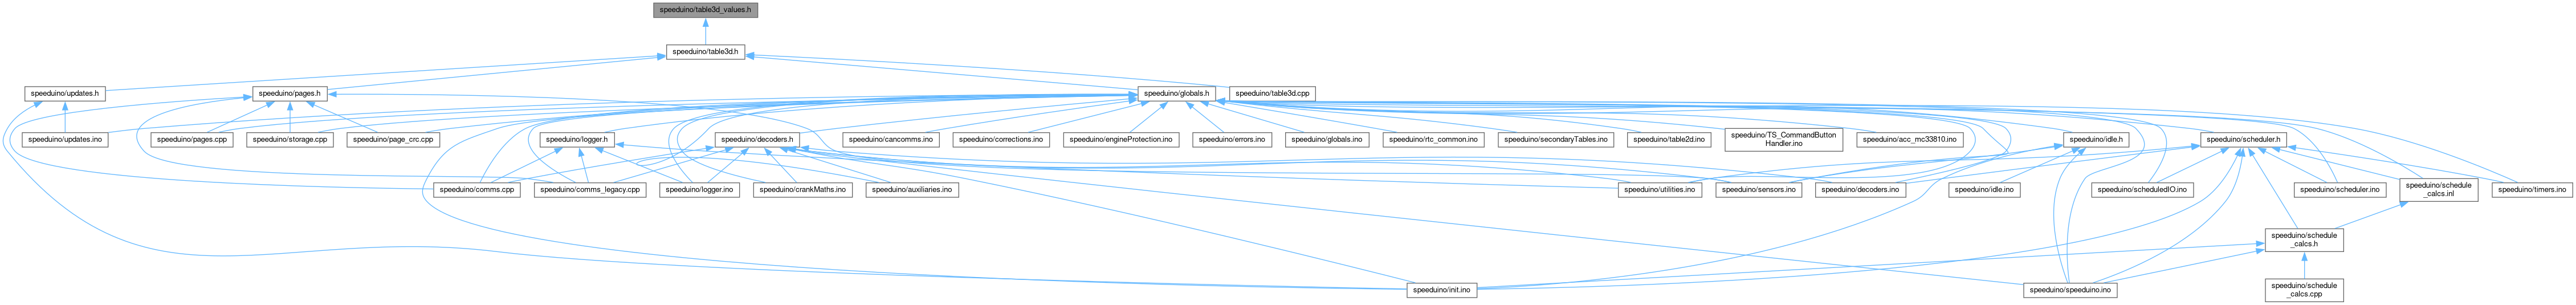 speeduino/table3d_values.h
speeduino/table3d.h
speeduino/updates.h
speeduino/pages.h
speeduino/globals.h
speeduino/table3d.cpp
speeduino/updates.ino
speeduino/pages.cpp
speeduino/storage.cpp
speeduino/page_crc.cpp
speeduino/logger.h
speeduino/decoders.h
speeduino/cancomms.ino
speeduino/corrections.ino
speeduino/engineProtection.ino
speeduino/errors.ino
speeduino/globals.ino
speeduino/rtc_common.ino
speeduino/secondaryTables.ino
speeduino/table2d.ino
speeduino/TS_CommandButton
Handler.ino
speeduino/acc_mc33810.ino
speeduino/idle.h
speeduino/scheduler.h
speeduino/comms.cpp
speeduino/comms_legacy.cpp
speeduino/logger.ino
speeduino/crankMaths.ino
speeduino/auxiliaries.ino
speeduino/utilities.ino
speeduino/sensors.ino
speeduino/decoders.ino
speeduino/idle.ino
speeduino/scheduledIO.ino
speeduino/scheduler.ino
speeduino/schedule
_calcs.inl
speeduino/timers.ino
speeduino/schedule
_calcs.h
speeduino/init.ino
speeduino/speeduino.ino
speeduino/schedule
_calcs.cpp